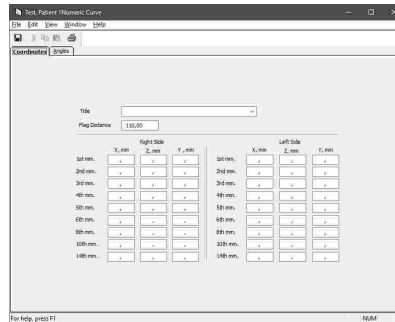 Test, Patient 1Numeric Curve
File Edit View Window Help
Coordinates Angles
Title
Flag Distance 110,00
Right Side Left Side
X, mm Z, mm Y, mm X, mm Z, mm Y, mm
1st mm. , , , 1st mm. , , ,
2nd mm. , , , 2nd mm. , , ,
3rd mm. , , , 3rd mm. , , ,
4th mm. , , , 4th mm. , , ,
5th mm. , , , 5th mm. , , ,
6th mm. , , , 6th mm. , , ,
8th mm. , , , 8th mm. , , ,
10th mm. , , , 10th mm. , , ,
14th mm. , , , 14th mm. , , ,
For help, press F1 NUM